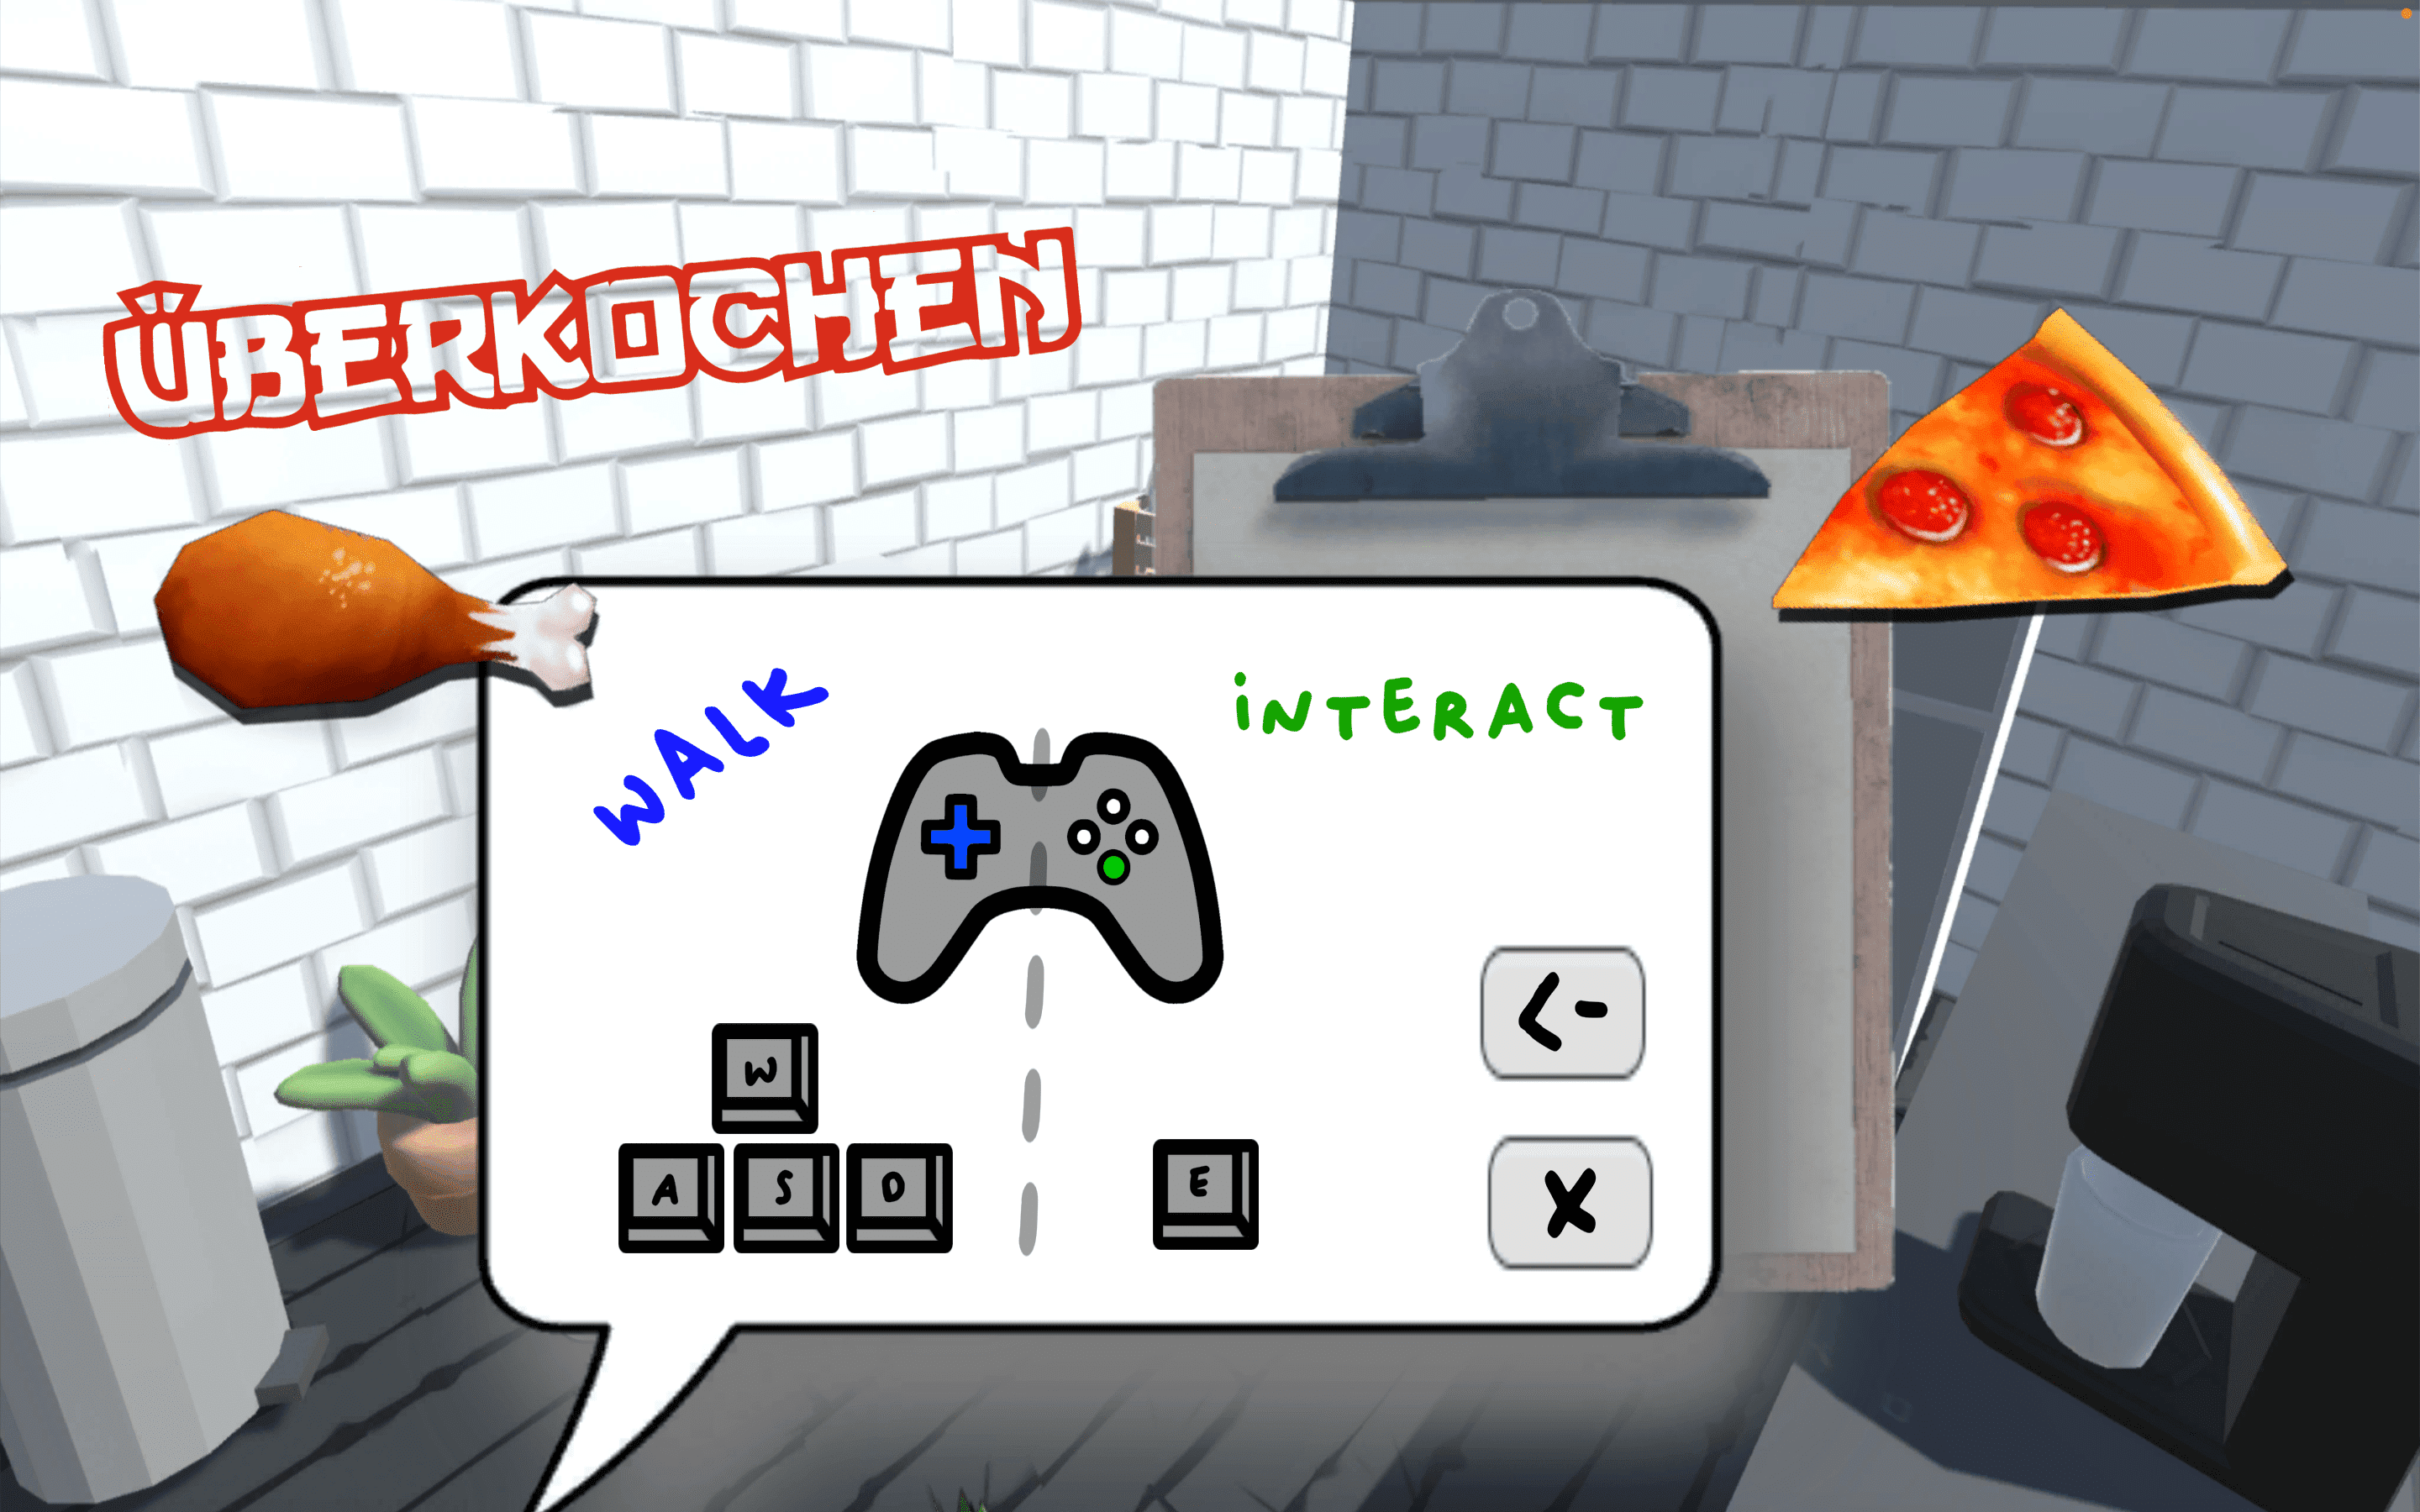 ÜBERKOCHEN
WALK
iNTERACT
W
A S D
E
<-
X